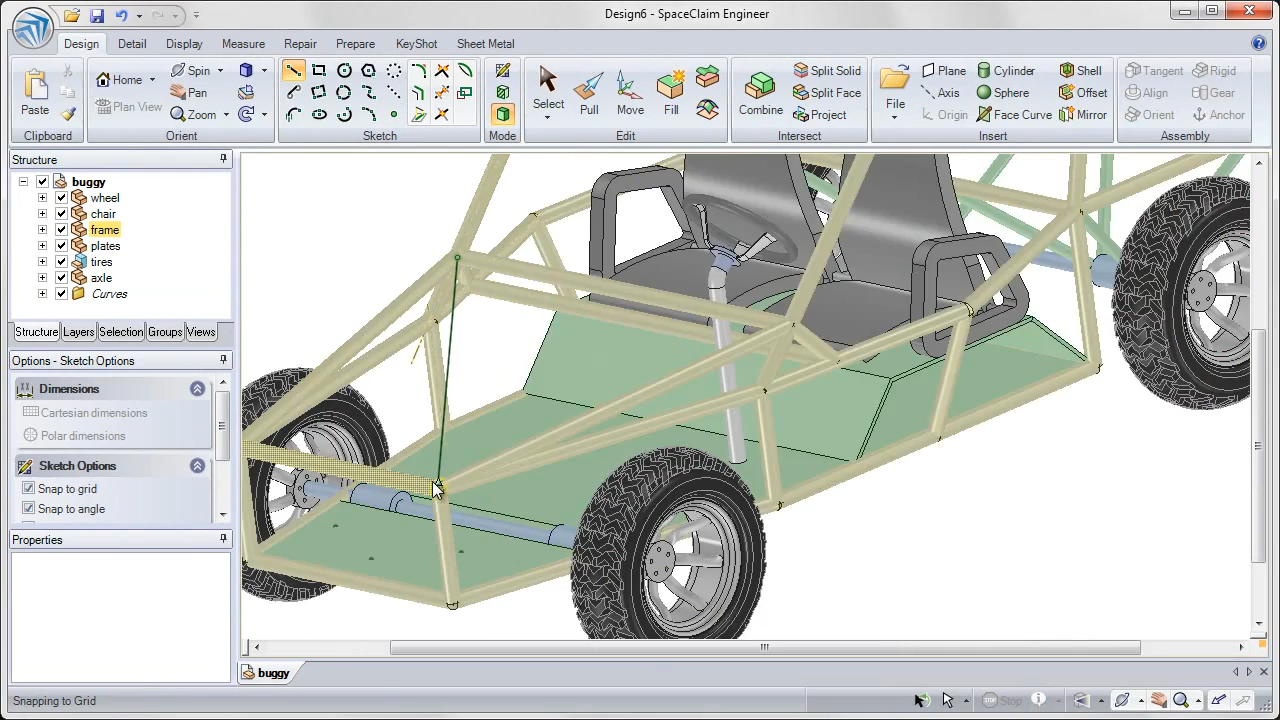 Design6 - SpaceClaim Engineer
Design Detail Display Measure Repair Prepare KeyShot Sheet Metal
Paste
Clipboard
Home
Plan View
Spin
Pan
Zoom
Orient
Sketch
Mode
Select
Pull
Move
Fill
Edit
Combine
Split Solid
Split Face
Project
Intersect
File
Plane
Axis
Origin
Cylinder
Sphere
Face Curve
Shell
Offset
Mirror
Insert
Tangent
Align
Orient
Rigid
Gear
Anchor
Assembly
Structure
buggy
wheel
chair
frame
plates
tires
axle
Curves
Structure Layers Selection Groups Views
Options - Sketch Options
Dimensions
Cartesian dimensions
Polar dimensions
Sketch Options
Snap to grid
Snap to angle
Properties
buggy
Snapping to Grid
Stop